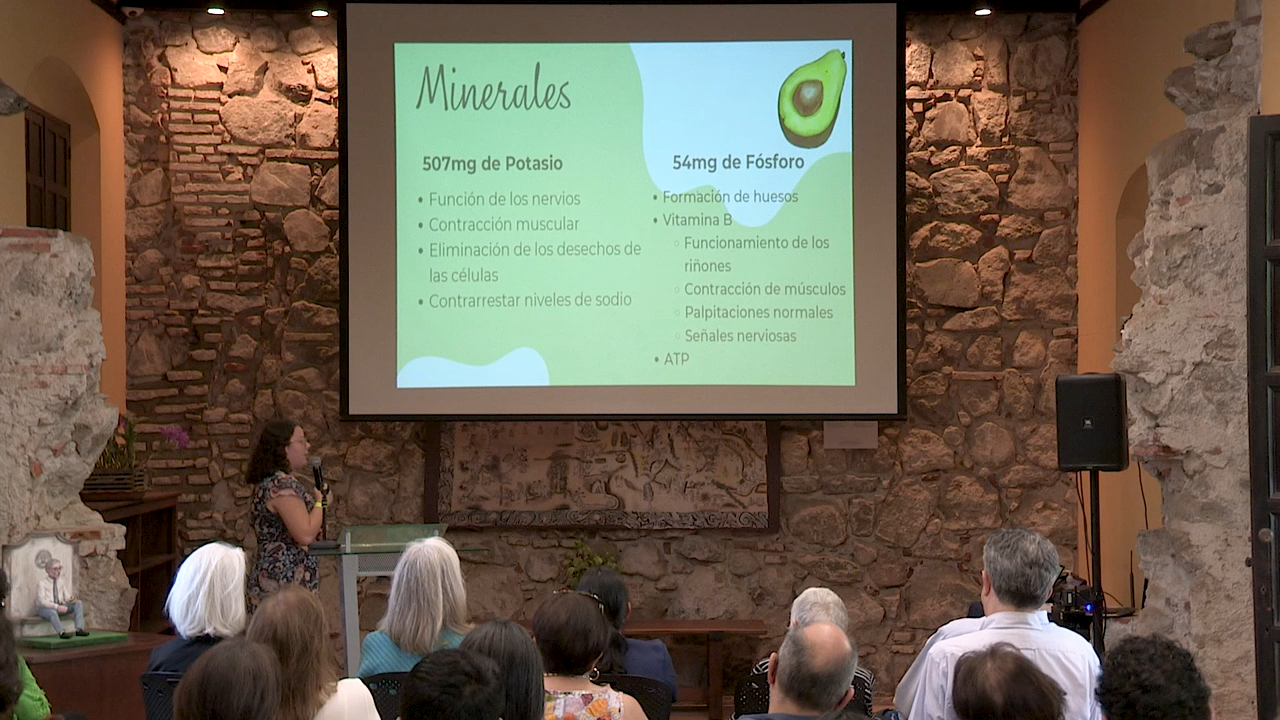 Minerales
507mg de Potasio
• Función de los nervios
• Contracción muscular
• Eliminación de los desechos de
las células
• Contrarrestar niveles de sodio
54mg de Fósforo
• Formación de huesos
• Vitamina B
○ Funcionamiento de los
riñones
○ Contracción de músculos
○ Palpitaciones normales
○ Señales nerviosas
• ATP
JBL